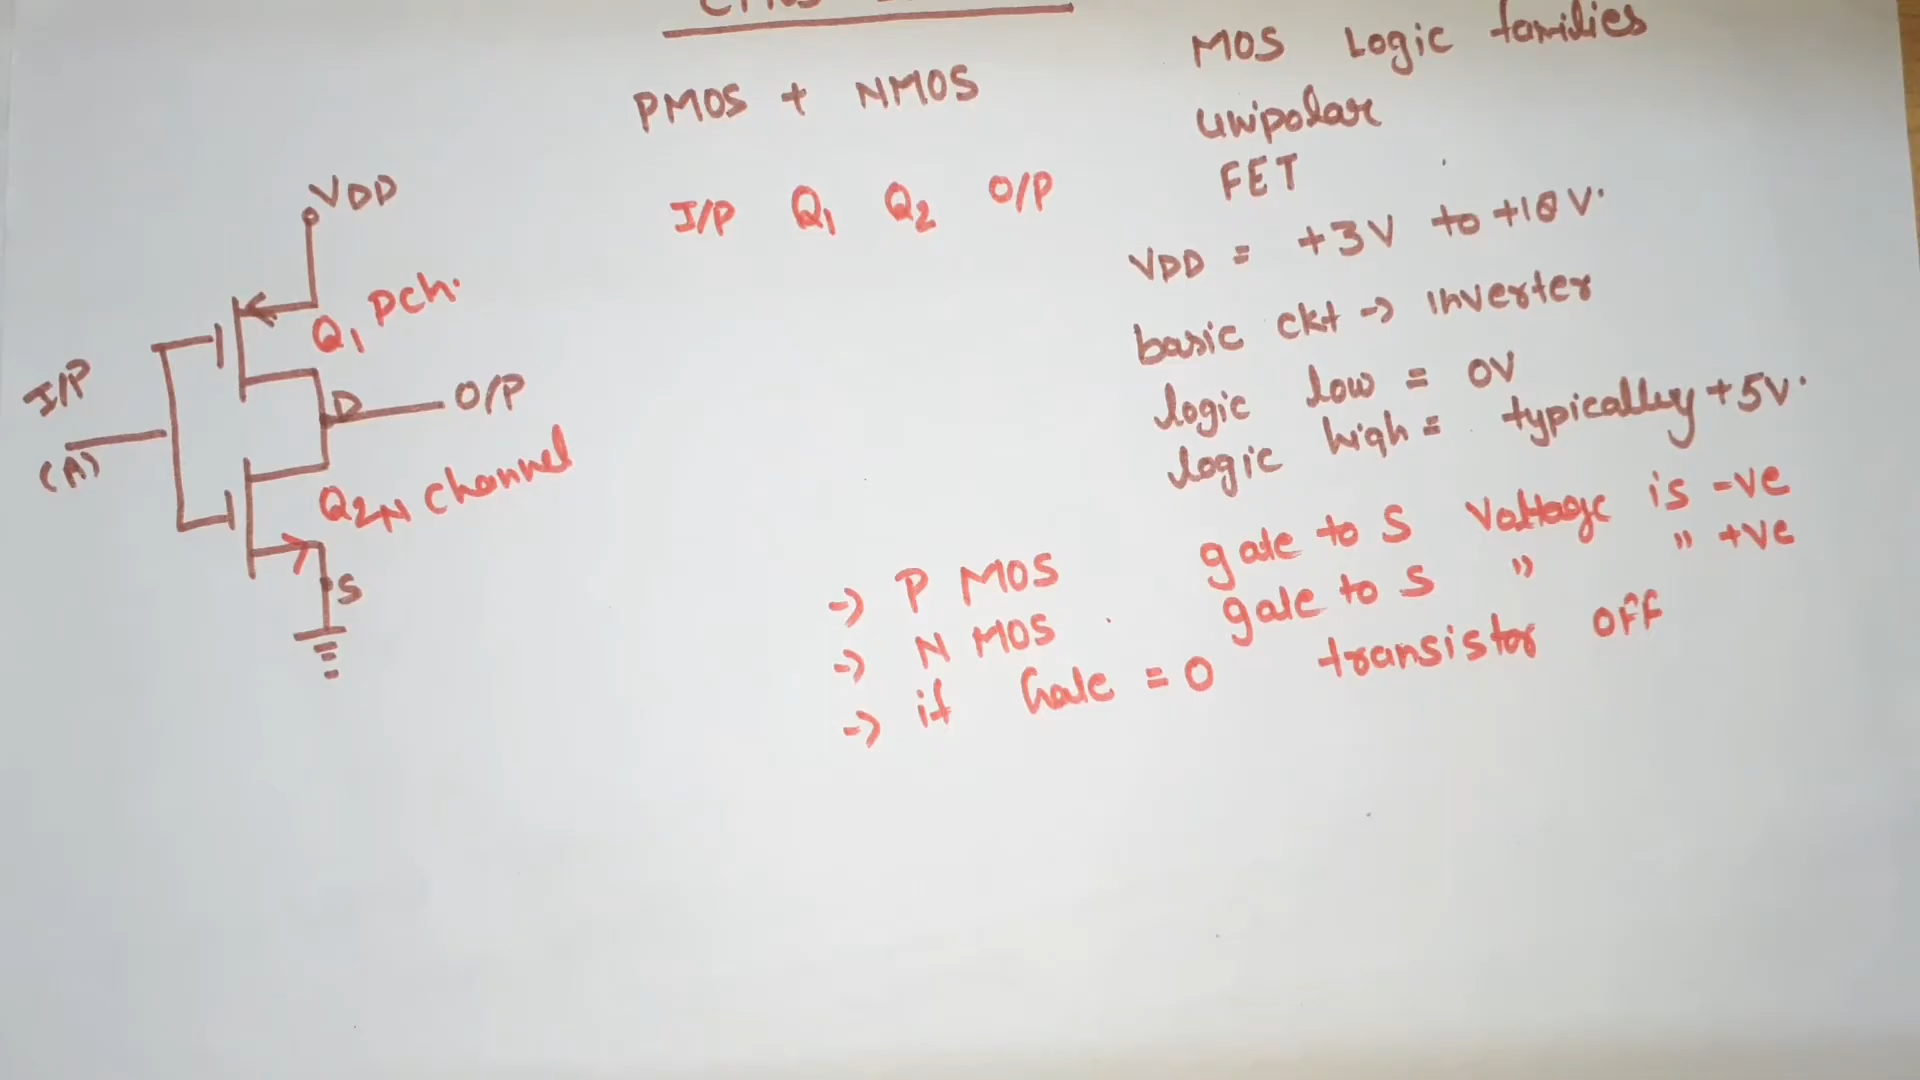 PMOS + NMOS
I/P Q1 Q2 O/P
VDD
Q1 Pch.
I/P
(A)
D
O/P
Q2 N channel
S
MOS Logic families
unipolar
FET
VDD = +3V to +18V.
basic ckt -> inverter
logic low = 0V
logic high = typically +5V.
-> P MOS gate to S Voltage is -ve
-> N MOS gate to S " " +ve
-> if Gate = 0 transistor off